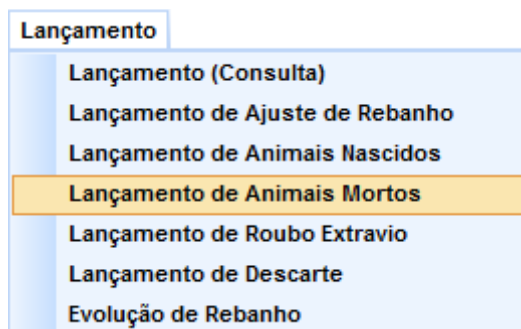 Lançamento
Lançamento (Consulta)
Lançamento de Ajuste de Rebanho
Lançamento de Animais Nascidos
Lançamento de Animais Mortos
Lançamento de Roubo Extravio
Lançamento de Descarte
Evolução de Rebanho